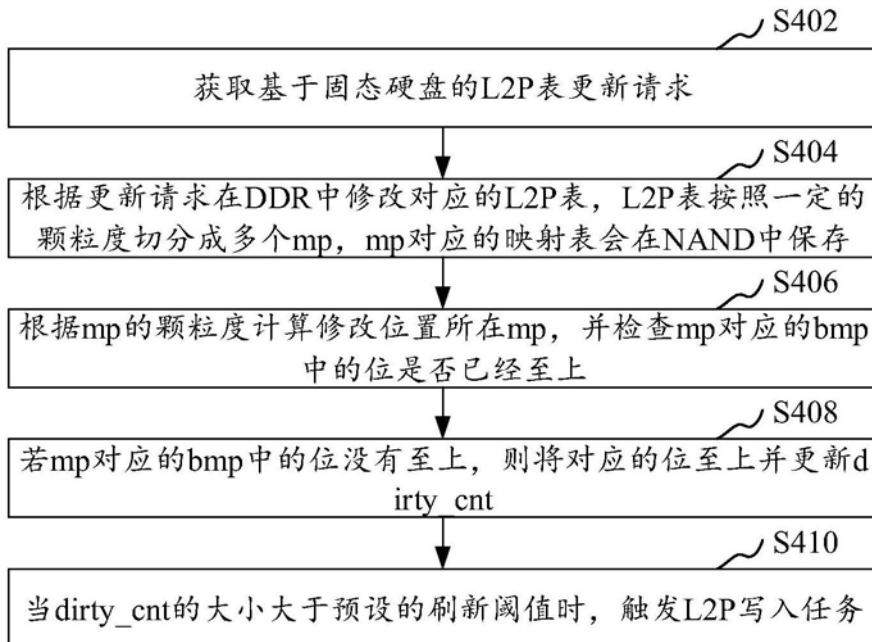 S402
获取基于固态硬盘的L2P表更新请求
S404
根据更新请求在DDR中修改对应的L2P表，L2P表按照一定的
颗粒度切分成多个mp，mp对应的映射表会在NAND中保存
S406
根据mp的颗粒度计算修改位置所在mp，并检查mp对应的bmp
中的位是否已经至上
S408
若mp对应的bmp中的位没有至上，则将对应的位至上并更新d
irty_cnt
S410
当dirty_cnt的大小大于预设的刷新阈值时，触发L2P写入任务